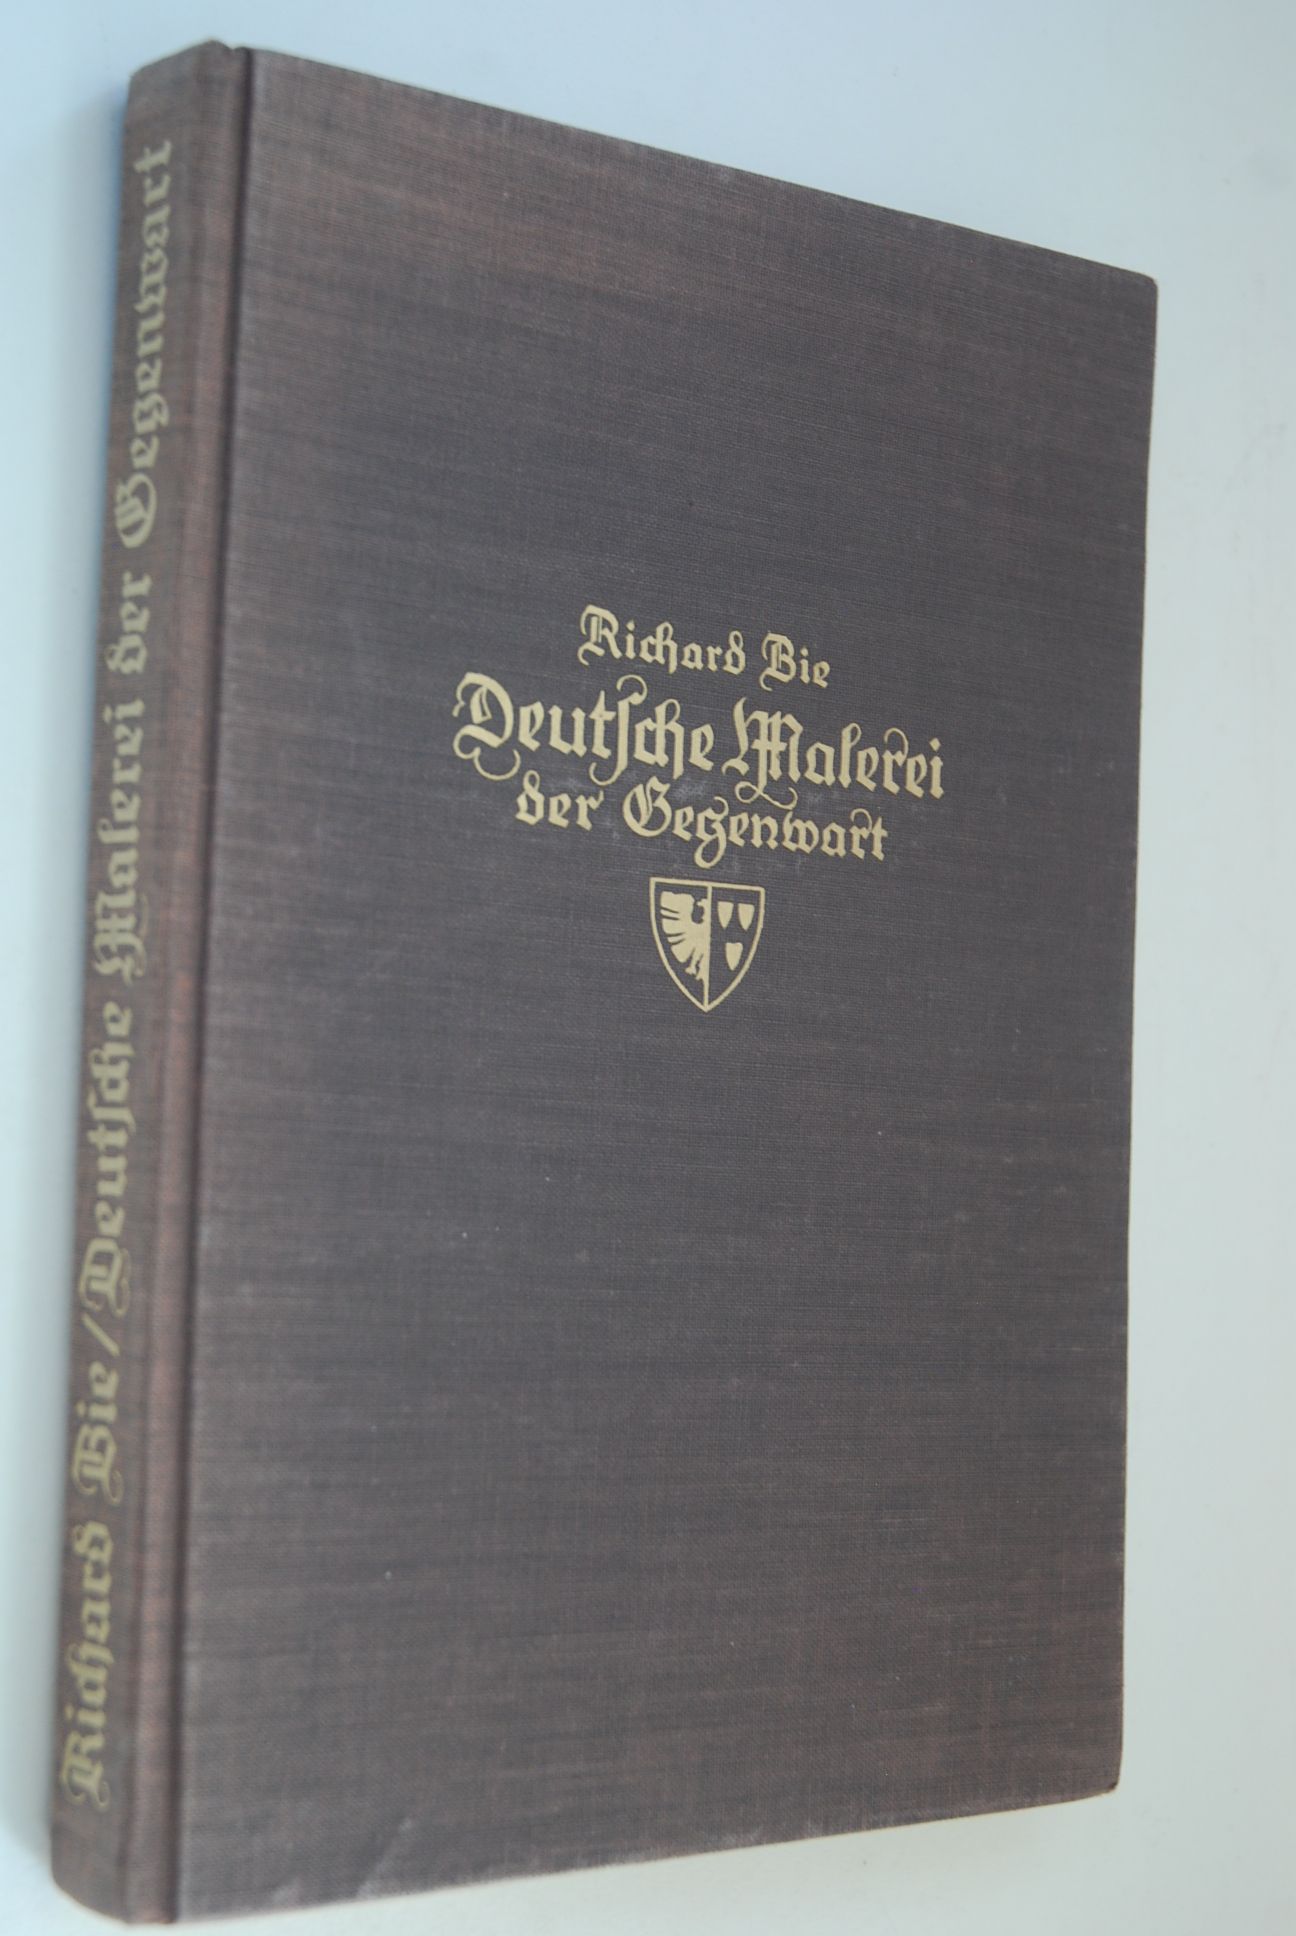 Richard Bie
Deutſche Malerei
der Gegenwart
Richard Bie/Deutſche Malerei der Gegenwart